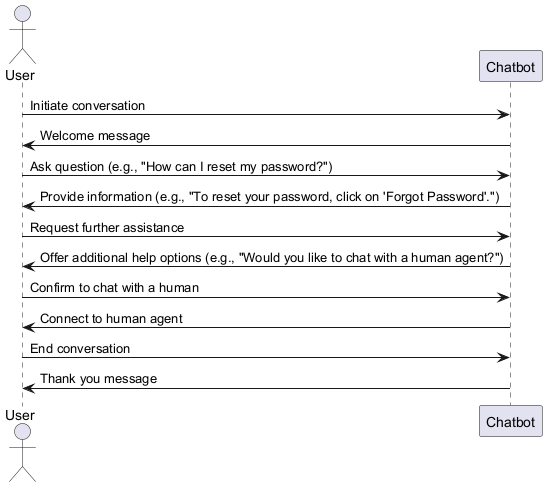 User
Chatbot
Initiate conversation
Welcome message
Ask question (e.g., "How can I reset my password?")
Provide information (e.g., "To reset your password, click on 'Forgot Password'.")
Request further assistance
Offer additional help options (e.g., "Would you like to chat with a human agent?")
Confirm to chat with a human
Connect to human agent
End conversation
Thank you message
User
Chatbot